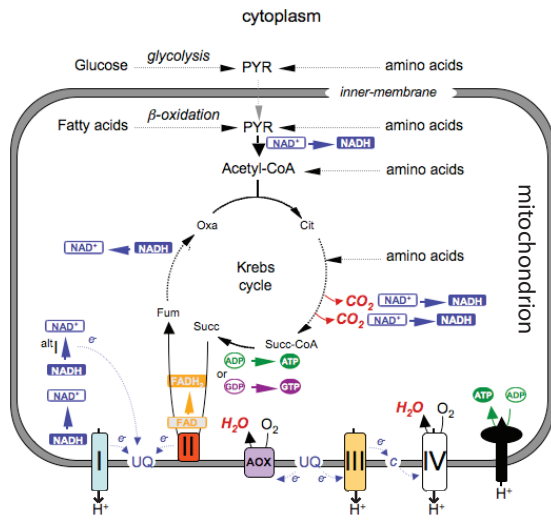 cytoplasm
Glucose glycolysis PYR amino acids
inner-membrane
Fatty acids β-oxidation PYR amino acids
NAD⁺ NADH
Acetyl-CoA amino acids
mitochondrion
Oxa Cit
NAD⁺ NADH
amino acids
Krebs
cycle
CO₂ NAD⁺ NADH
CO₂ NAD⁺ NADH
Fum Succ Succ-CoA
NAD⁺
alt I e⁻
NADH
ADP ATP
or
GDP GTP
FADH₂
FAD
NAD⁺
NADH
H₂O O₂
H₂O O₂
ATP ADP
I e⁻ UQ e⁻ II AOX e⁻ UQ e⁻ III e⁻ c e⁻ IV
H⁺ H⁺ H⁺ H⁺